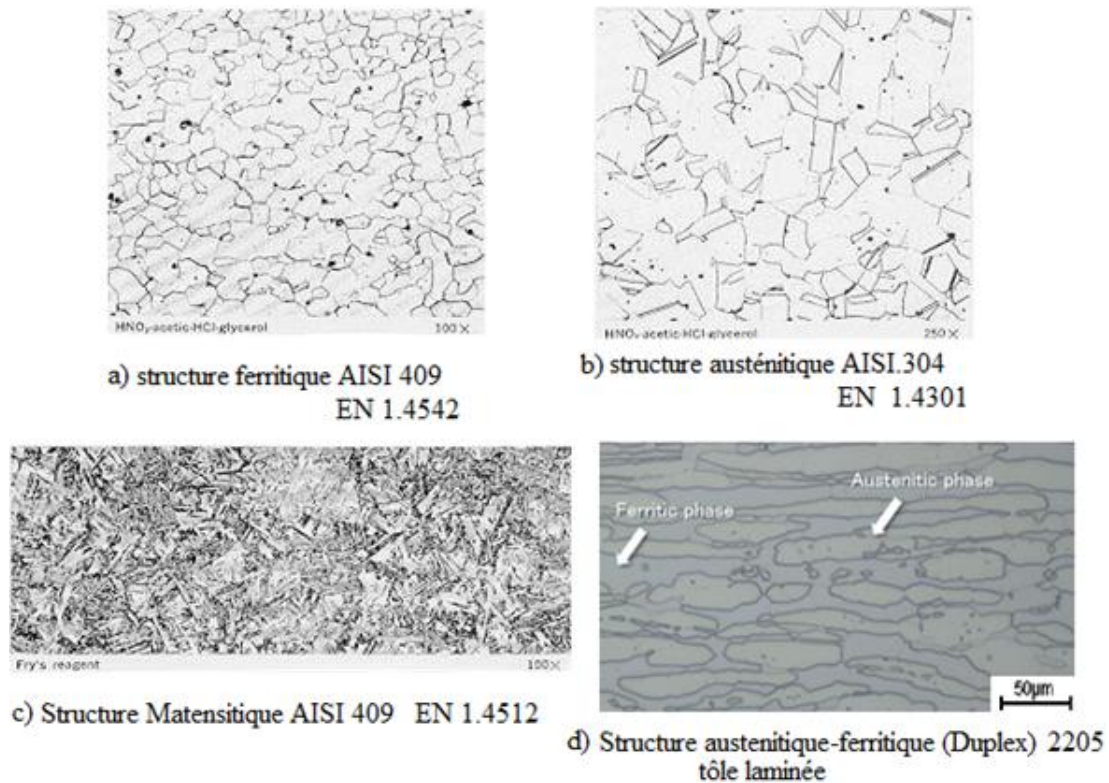 HNO₃-acetic-HCl-glycerol 100 X
HNO₃-acetic-HCl-glycerol 250 X
a) structure ferritique AISI 409
EN 1.4542
b) structure austénitique AISI.304
EN 1.4301
Austenitic phase
Ferritic phase
Fry's reagent 100X
50μm
c) Structure Matensitique AISI 409 EN 1.4512
d) Structure austenitique-ferritique (Duplex) 2205
tôle laminée